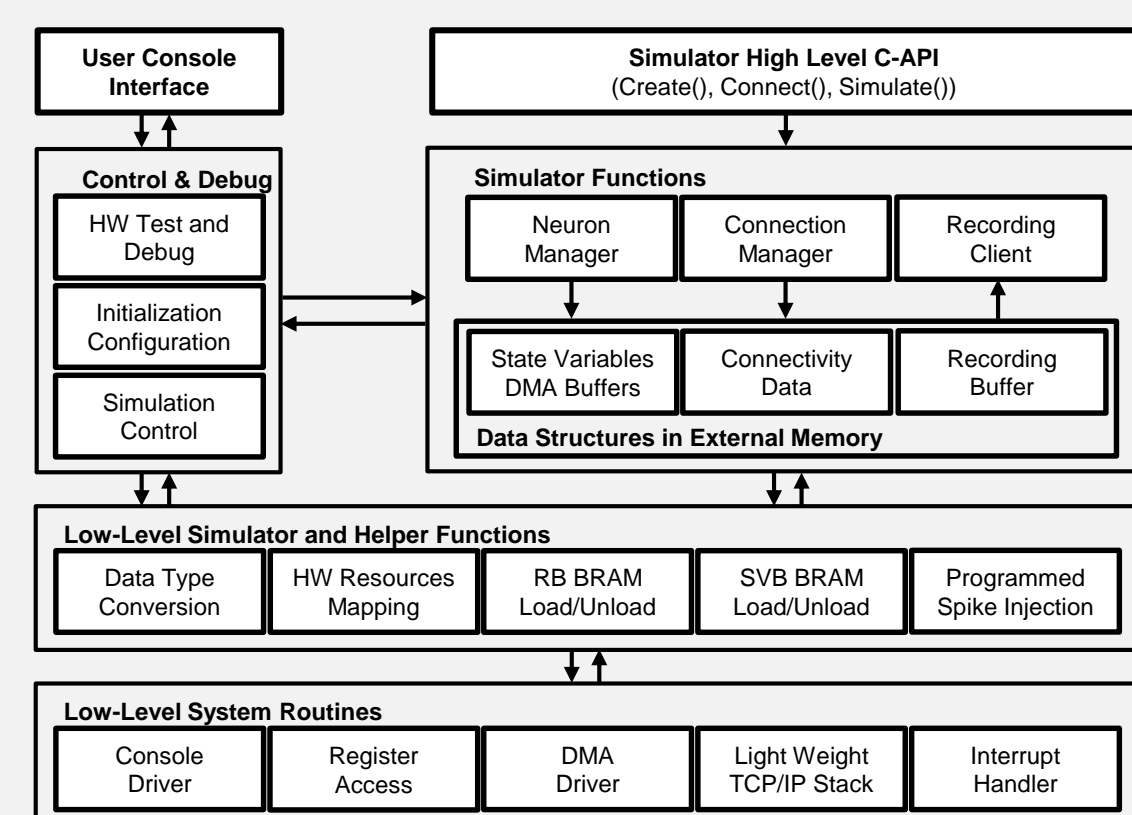 User Console
Interface
Simulator High Level C-API
(Create(), Connect(), Simulate())
Control & Debug
HW Test and
Debug
Initialization
Configuration
Simulation
Control
Simulator Functions
Neuron
Manager
Connection
Manager
Recording
Client
State Variables
DMA Buffers
Connectivity
Data
Recording
Buffer
Data Structures in External Memory
Low-Level Simulator and Helper Functions
Data Type
Conversion
HW Resources
Mapping
RB BRAM
Load/Unload
SVB BRAM
Load/Unload
Programmed
Spike Injection
Low-Level System Routines
Console
Driver
Register
Access
DMA
Driver
Light Weight
TCP/IP Stack
Interrupt
Handler